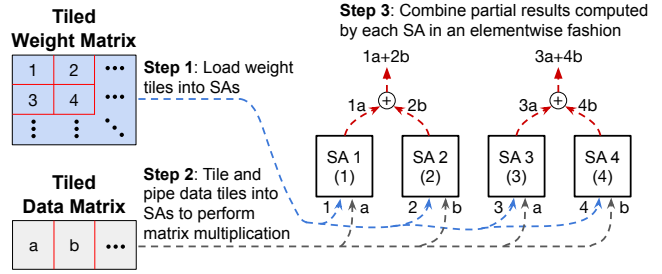 Tiled
Weight Matrix
1 2 •••
3 4 •••
Step 1: Load weight
tiles into SAs
Step 2: Tile and
pipe data tiles into
SAs to perform
matrix multiplication
Tiled
Data Matrix
a b •••
Step 3: Combine partial results computed
by each SA in an elementwise fashion
1a+2b 3a+4b
+ +
1a 2b 3a 4b
SA 1 SA 2 SA 3 SA 4
(1) (2) (3) (4)
1 a 2 b 3 a 4 b